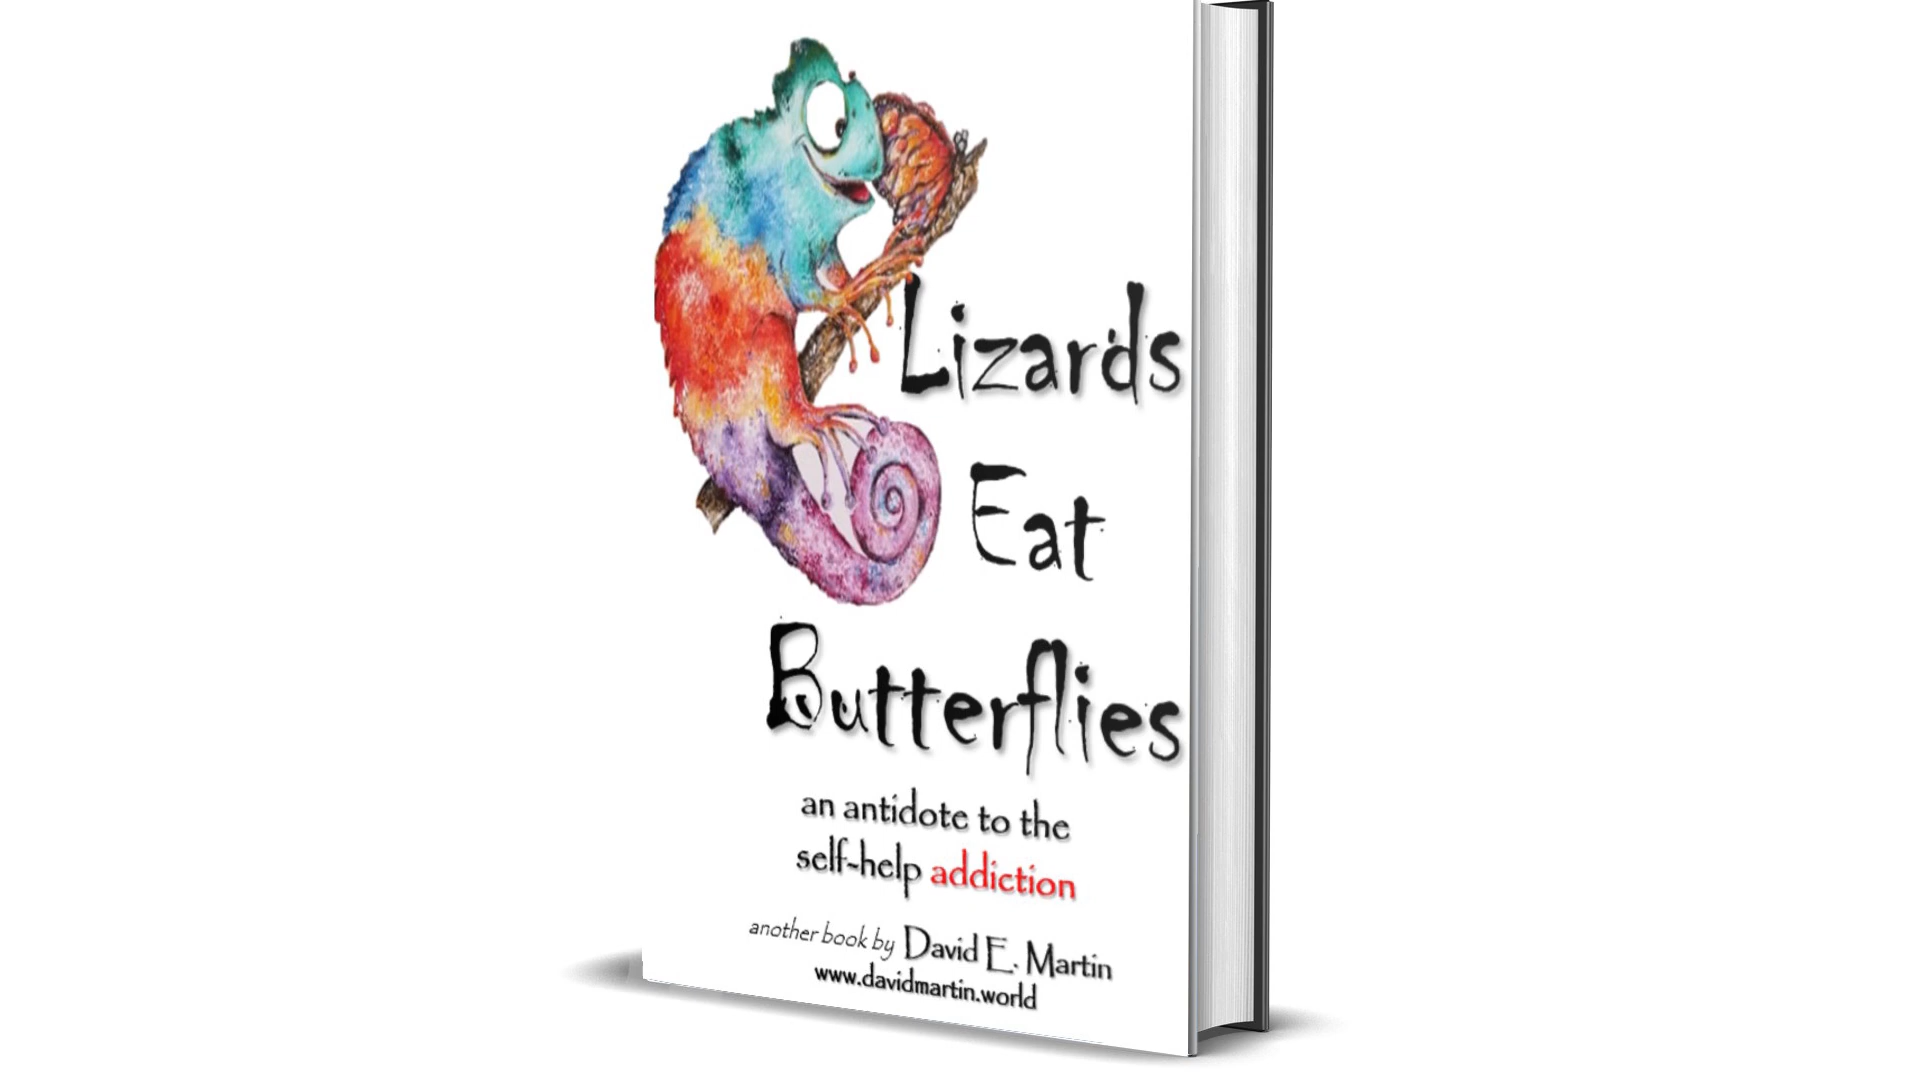 Lizards
Eat
Butterflies
an antidote to the
self-help addiction
another book by David E. Martin
www.davidmartin.world